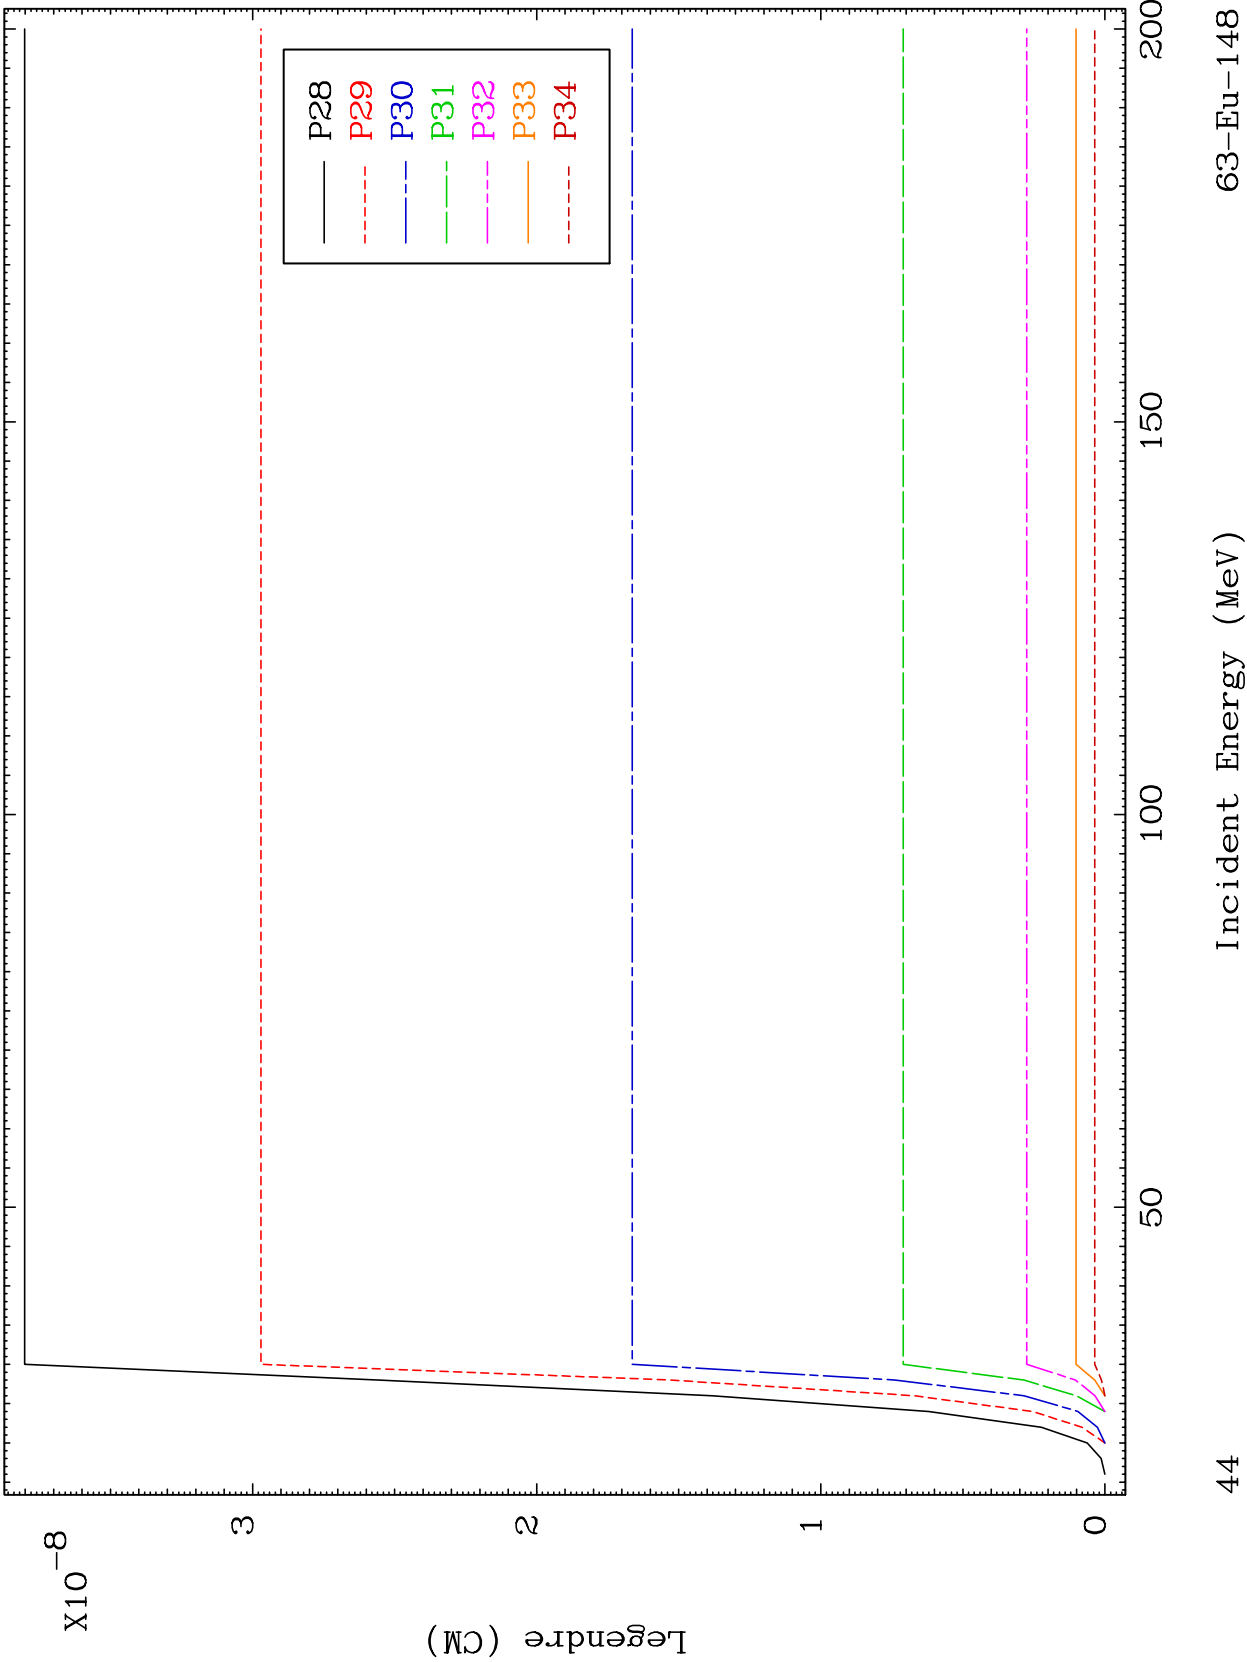 X10-8
Legendre (CM)
3
2
1
0
P28
P29
P30
P31
P32
P33
P34
50
100
150
200
Incident Energy (MeV)
44
63-Eu-148